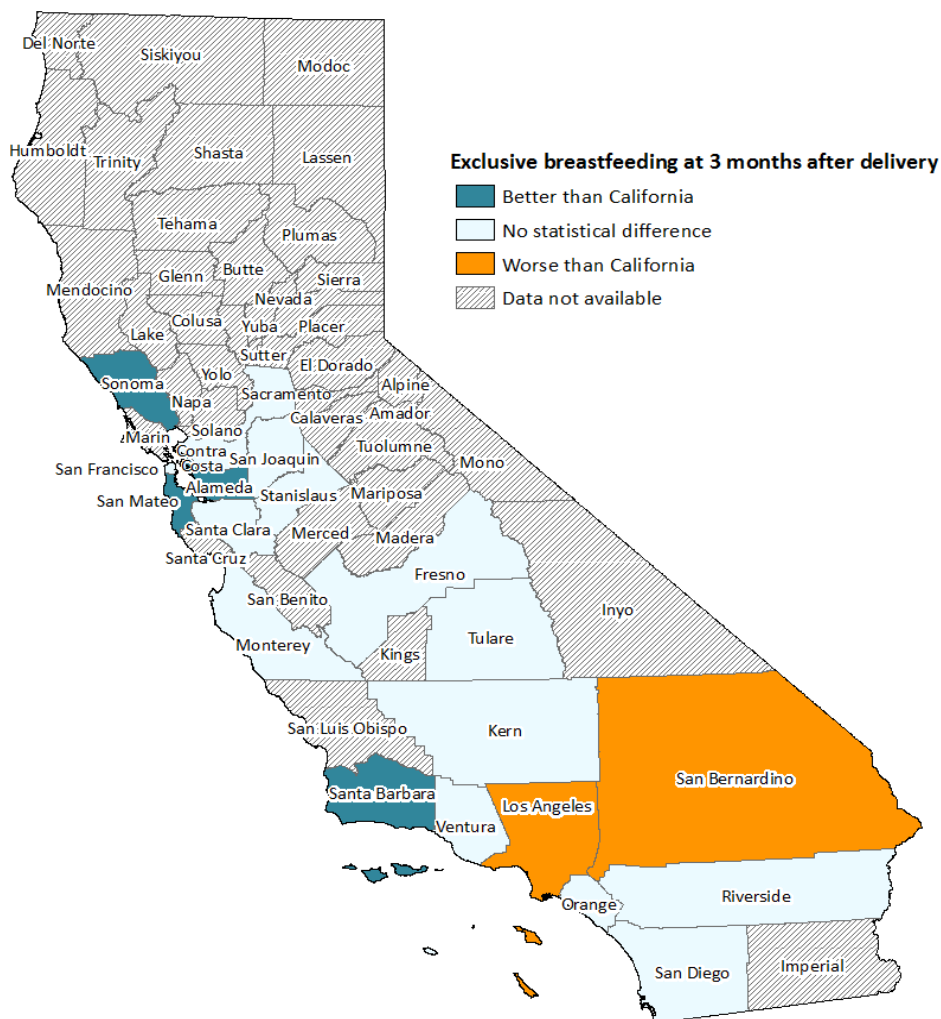 Del Norte
Siskiyou
Modoc
Humboldt
Trinity
Shasta
Lassen
Exclusive breastfeeding at 3 months after delivery
Better than California
No statistical difference
Worse than California
Data not available
Tehama
Plumas
Mendocino
Glenn
Butte
Sierra
Nevada
Lake
Colusa
Yuba
Placer
Sutter
El Dorado
Sonoma
Yolo
Sacramento
Alpine
Napa
Amador
Calaveras
Marin
Solano
Tuolumne
Contra
Costa
San Joaquin
Mono
San Francisco
Alameda
Stanislaus
Mariposa
San Mateo
Santa Clara
Merced
Madera
Santa Cruz
Fresno
San Benito
Inyo
Monterey
Kings
Tulare
San Luis Obispo
Kern
San Bernardino
Santa Barbara
Los Angeles
Ventura
Orange
Riverside
San Diego
Imperial